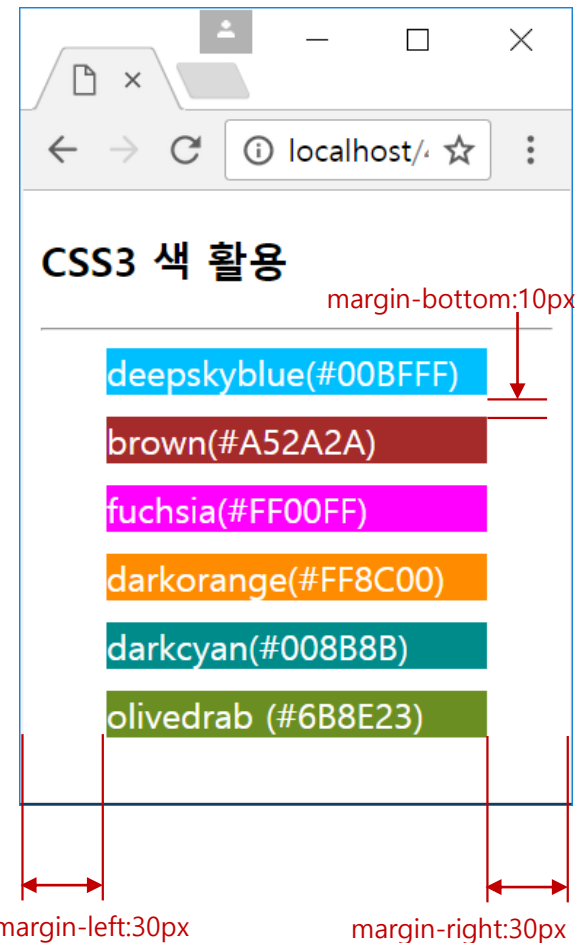 localhost/
CSS3 색 활용
margin-bottom:10px
deepskyblue(#00BFFF)
brown(#A52A2A)
fuchsia(#FF00FF)
darkorange(#FF8C00)
darkcyan(#008B8B)
olivedrab (#6B8E23)
margin-left:30px
margin-right:30px